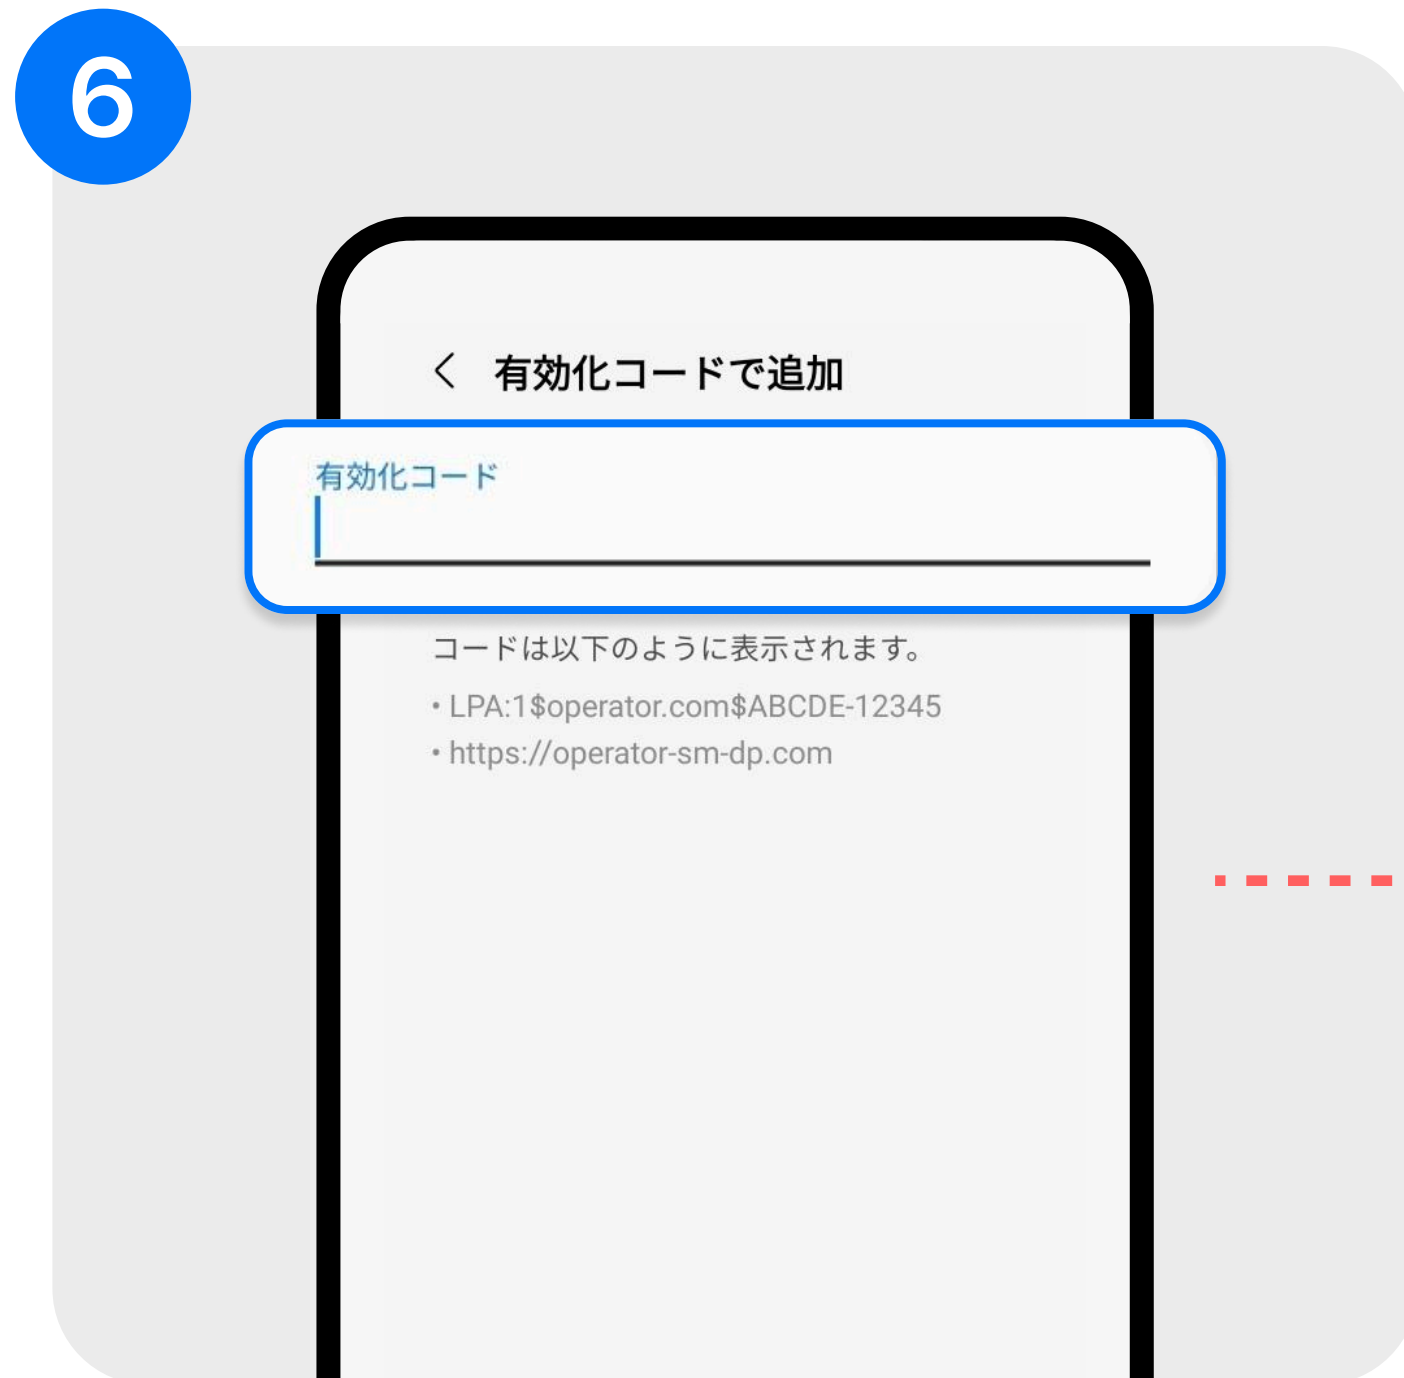 6
有効化コードで追加
有効化コード
コードは以下のように表示されます。
• LPA:1$operator.com$ABCDE-12345
• https://operator-sm-dp.com